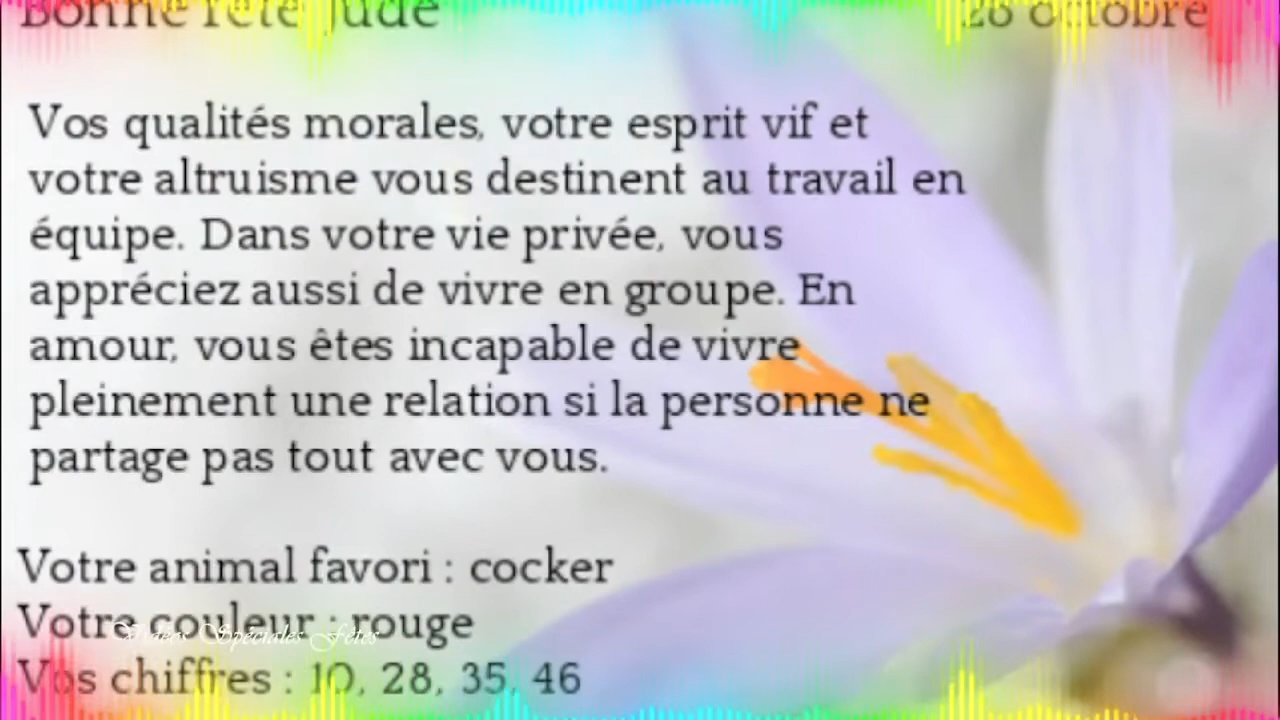 Bonne fête Jude 28 octobre
Vos qualités morales, votre esprit vif et
votre altruisme vous destinent au travail en
équipe. Dans votre vie privée, vous
appréciez aussi de vivre en groupe. En
amour, vous êtes incapable de vivre
pleinement une relation si la personne ne
partage pas tout avec vous.
Votre animal favori : cocker
Votre couleur : rouge
Vidéos Spéciales Fêtes
Vos chiffres : 10, 28, 35, 46